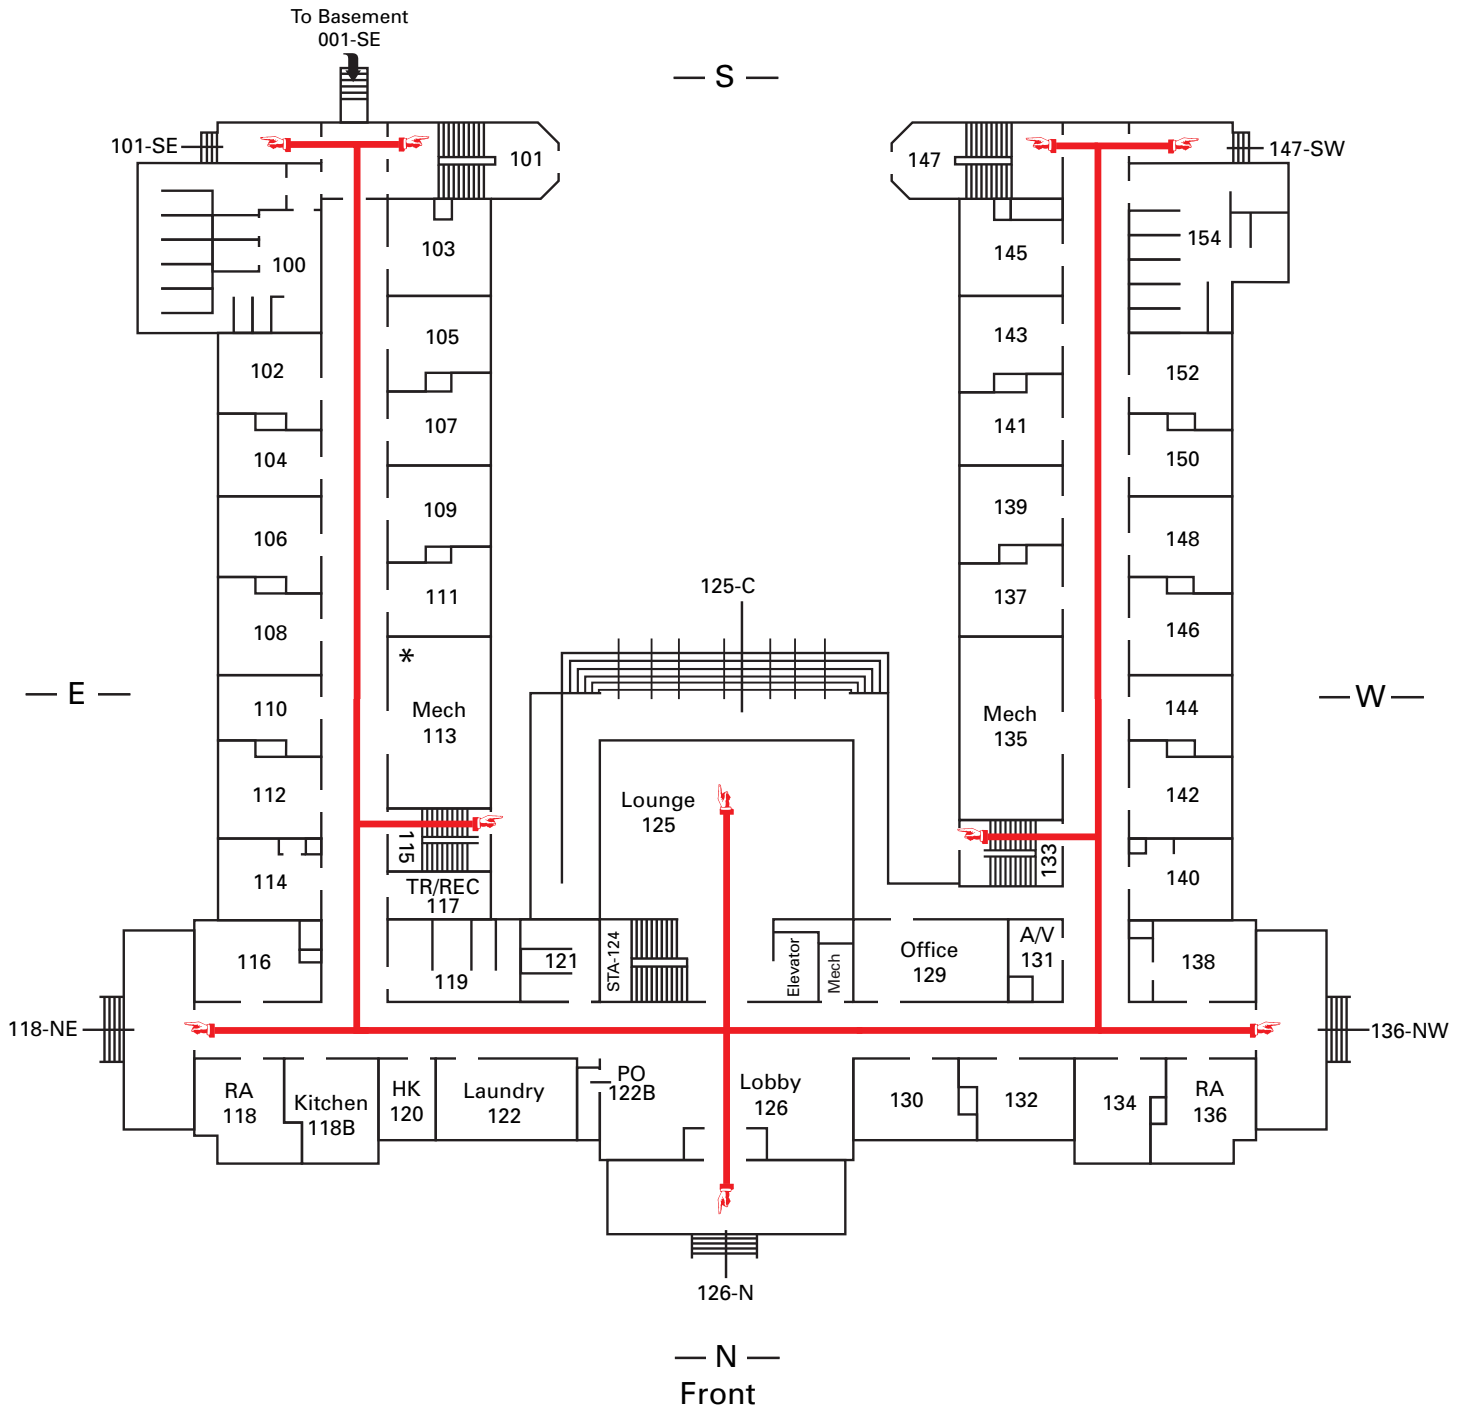 To Basement
001-SE
— S —
101-SE
101
147
147-SW
103
145
154
100
105
143
102
152
107
141
104
150
109
139
106
148
125-C
111
137
108
146
*
— E —
— W —
110
Mech
113
Mech
135
144
112
Lounge
125
142
115
133
114
TR/REC
117
140
116
119
121
STA-124
Elevator
Mech
Office
129
A/V
131
138
118-NE
136-NW
RA
118
Kitchen
118B
HK
120
Laundry
122
PO
122B
Lobby
126
130
132
134
RA
136
126-N
— N —
Front